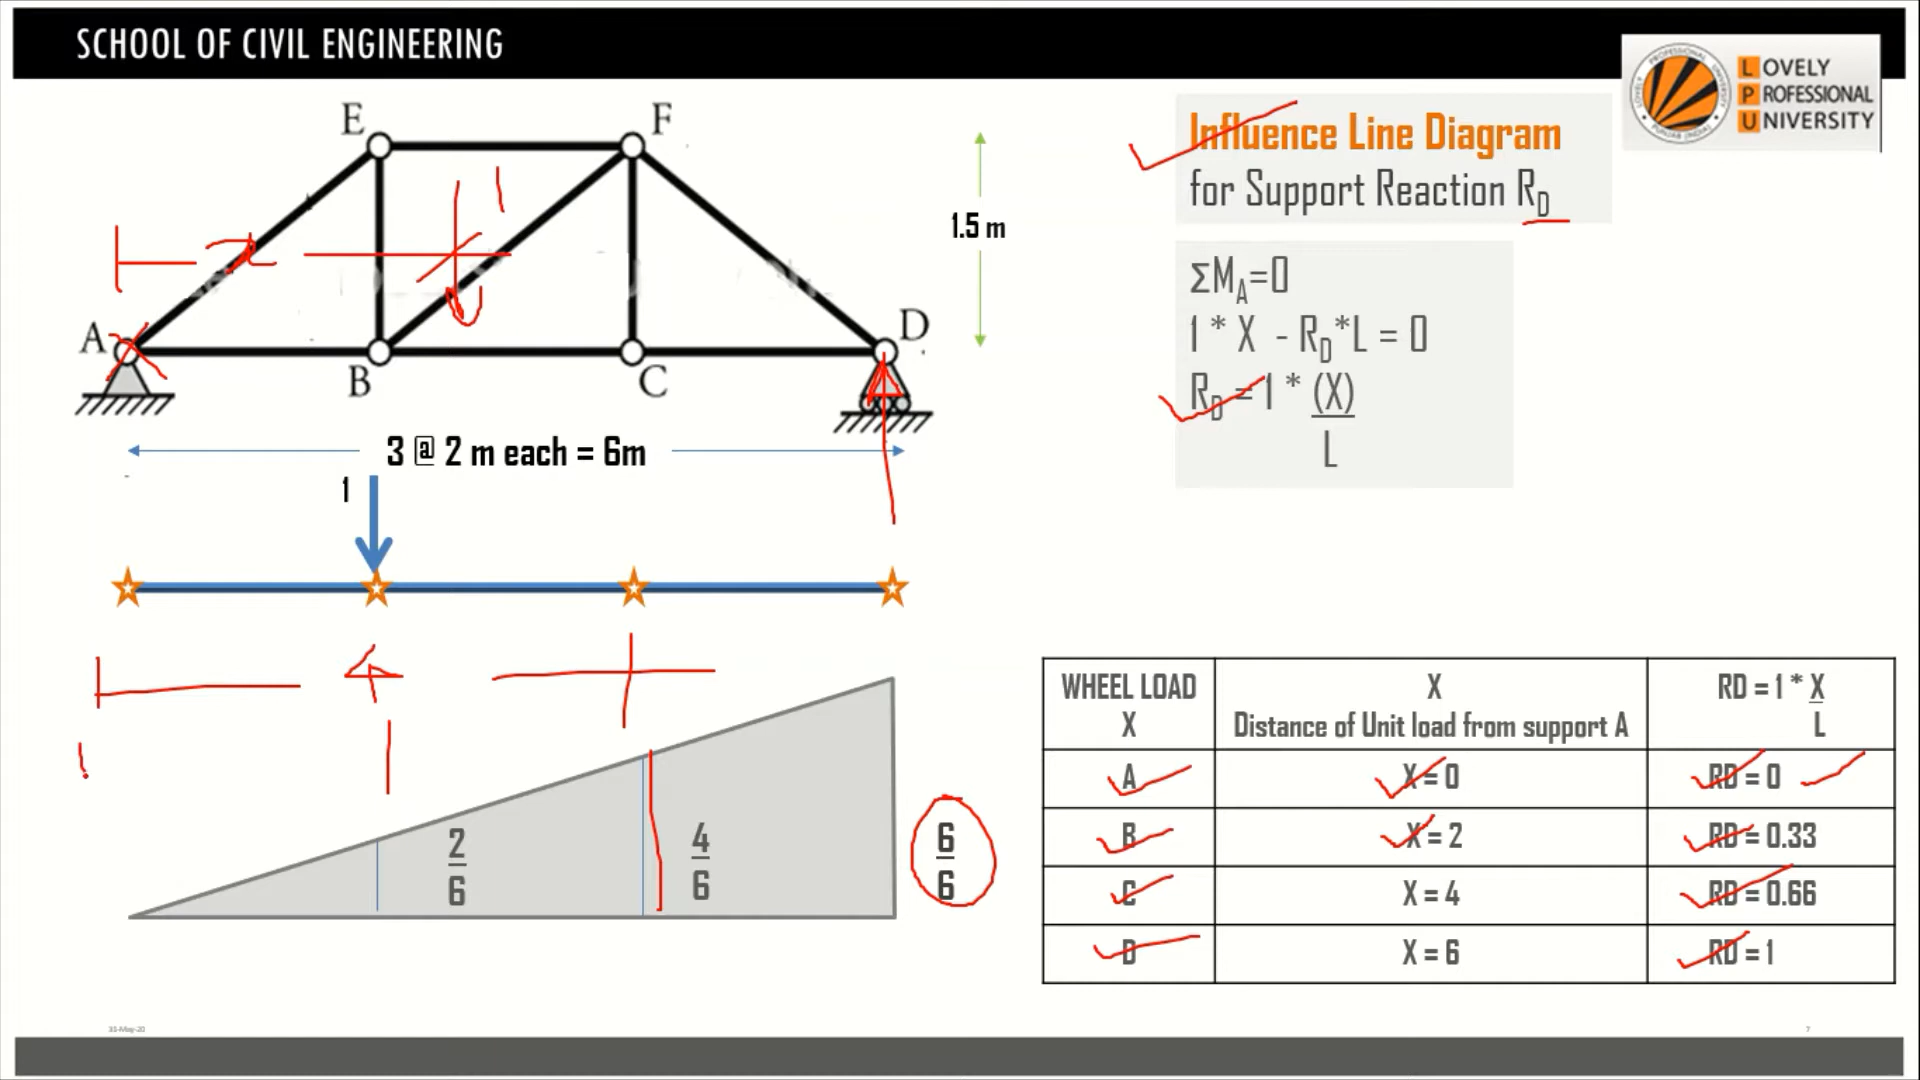 SCHOOL OF CIVIL ENGINEERING
LOVELY
PROFESSIONAL
UNIVERSITY
Influence Line Diagram
for Support Reaction RD
ΣMA=0
1 * X - RD*L = 0
RD =1 * (X)
L
E
F
A
B
C
D
1.5 m
x
1
3 @ 2 m each = 6m
1
2
6
4
6
6
6
WHEEL LOAD
X
X
Distance of Unit load from support A
RD = 1 * X
L
A
X = 0
RD = 0
B
X = 2
RD = 0.33
C
X = 4
RD = 0.66
D
X = 6
RD = 1
7